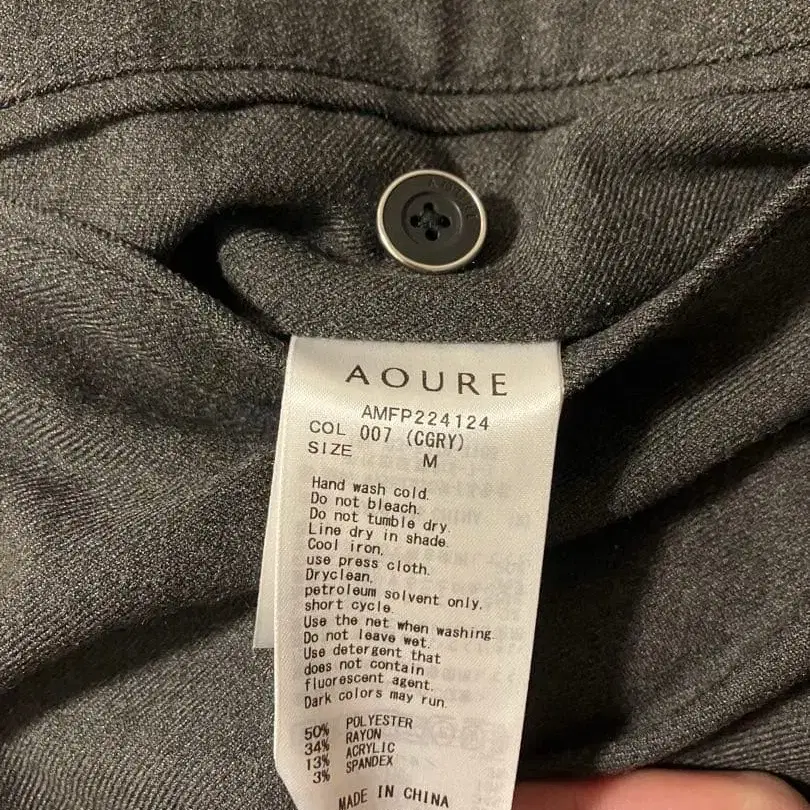 AOURE
AMFP224124
COL 007 (CGRY)
SIZE M
Hand wash cold.
Do not bleach.
Do not tumble dry.
Line dry in shade.
Cool iron,
use press cloth.
Dryclean,
petroleum solvent only,
short cycle.
Use the net when washing.
Do not leave wet.
Use detergent that
does not contain
fluorescent agent.
Dark colors may run.
50% POLYESTER
34% RAYON
13% ACRYLIC
3% SPANDEX
MADE IN CHINA